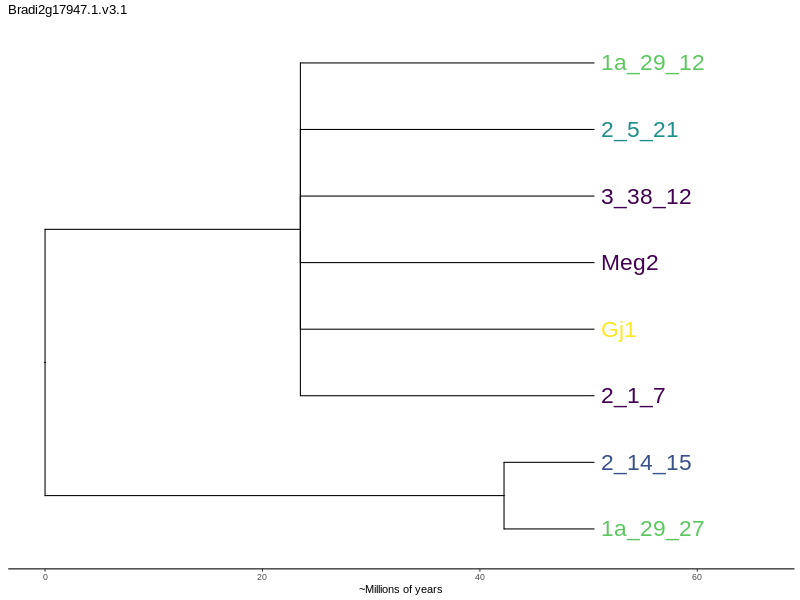 Bradi2g17947.1.v3.1
1a_29_12
2_5_21
3_38_12
Meg2
Gj1
2_1_7
2_14_15
1a_29_27
0 20 40 60
~Millions of years